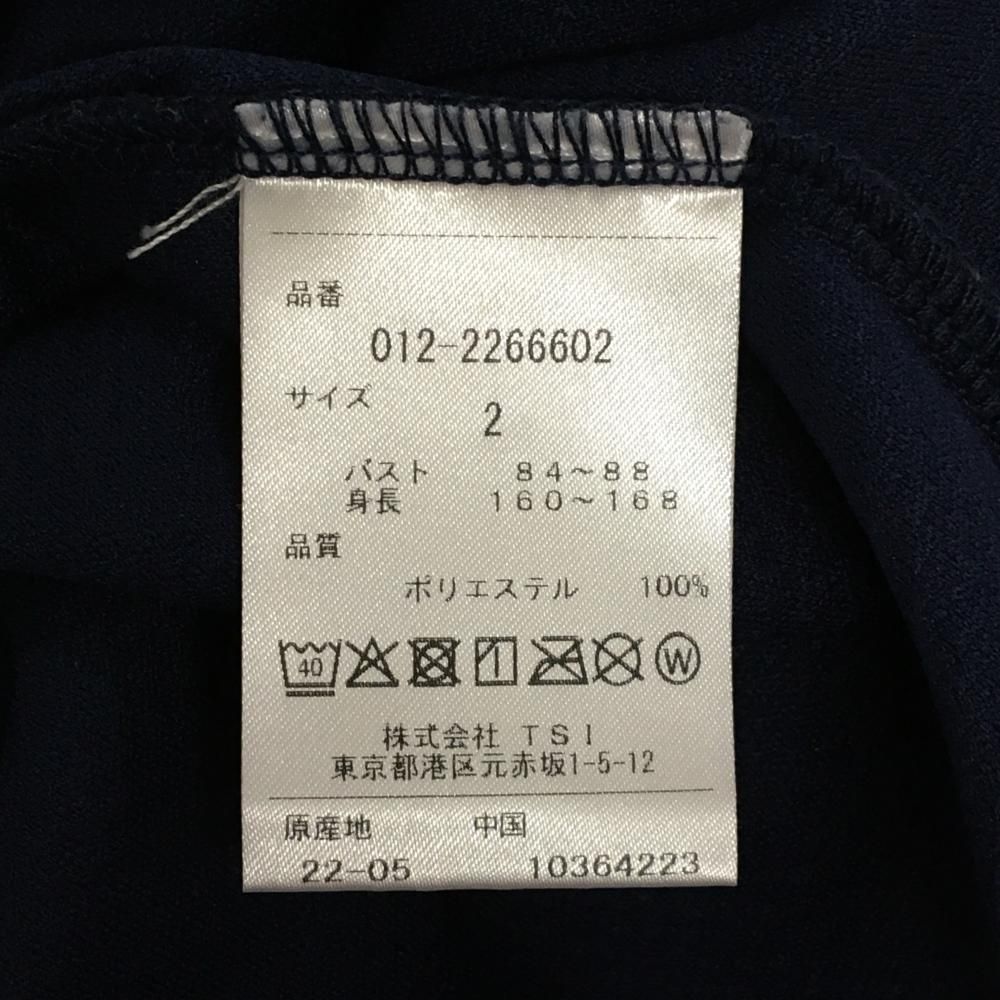 品番
012-2266602
サイズ
2
バスト 84~88
身長 160~168
品質
ポリエステル 100%
40 W
株式会社 TSI
東京都港区元赤坂1-5-12
原産地 中国
22-05 10364223